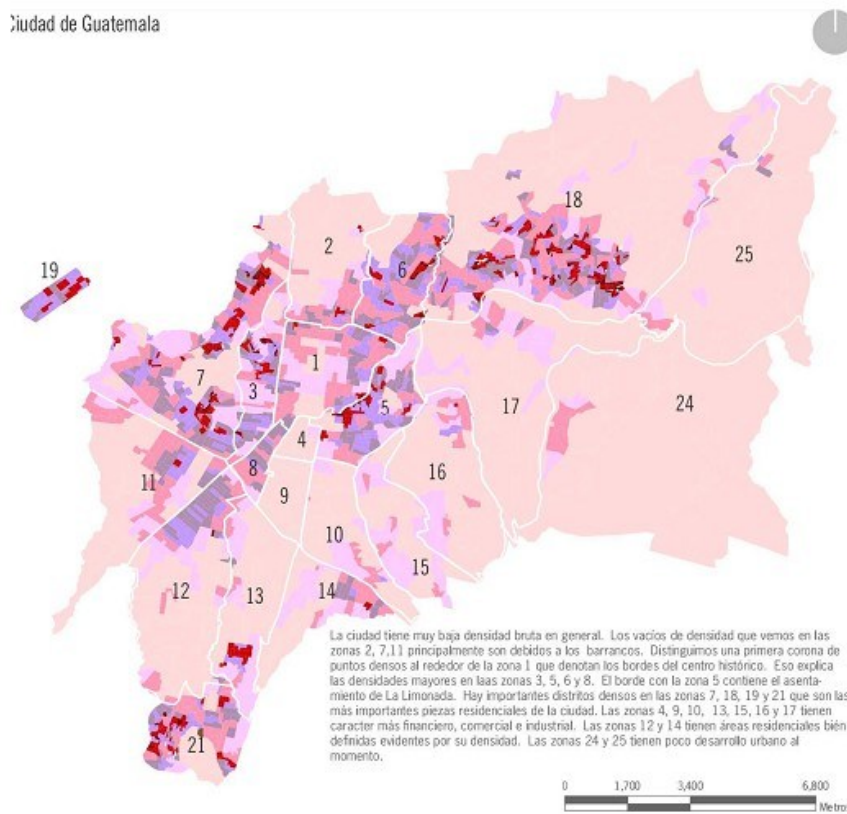 Ciudad de Guatemala
18
2
25
6
19
1
7
3
5
24
17
4
16
8
11
9
10
15
12
13
14
La ciudad tiene muy baja densidad bruta en general. Los vacíos de densidad que vemos en las
zonas 2, 7,11 principalmente son debidos a los barrancos. Distinguimos una primera corona de
puntos densos al rededor de la zona 1 que denotan los bordes del centro histórico. Eso explica
las densidades mayores en laas zonas 3, 5, 6 y 8. El borde con la zona 5 contiene el asenta-
miento de La Limonada. Hay importantes distritos densos en las zonas 7, 18, 19 y 21 que son las
más importantes piezas residenciales de la ciudad. Las zonas 4, 9, 10, 13, 15, 16 y 17 tienen
caracter más financiero, comercial e industrial. Las zonas 12 y 14 tienen áreas residenciales bién
definidas evidentes por su densidad. Las zonas 24 y 25 tienen poco desarrollo urbano al
momento.
21
0 1,700 3,400 6,800
Metros